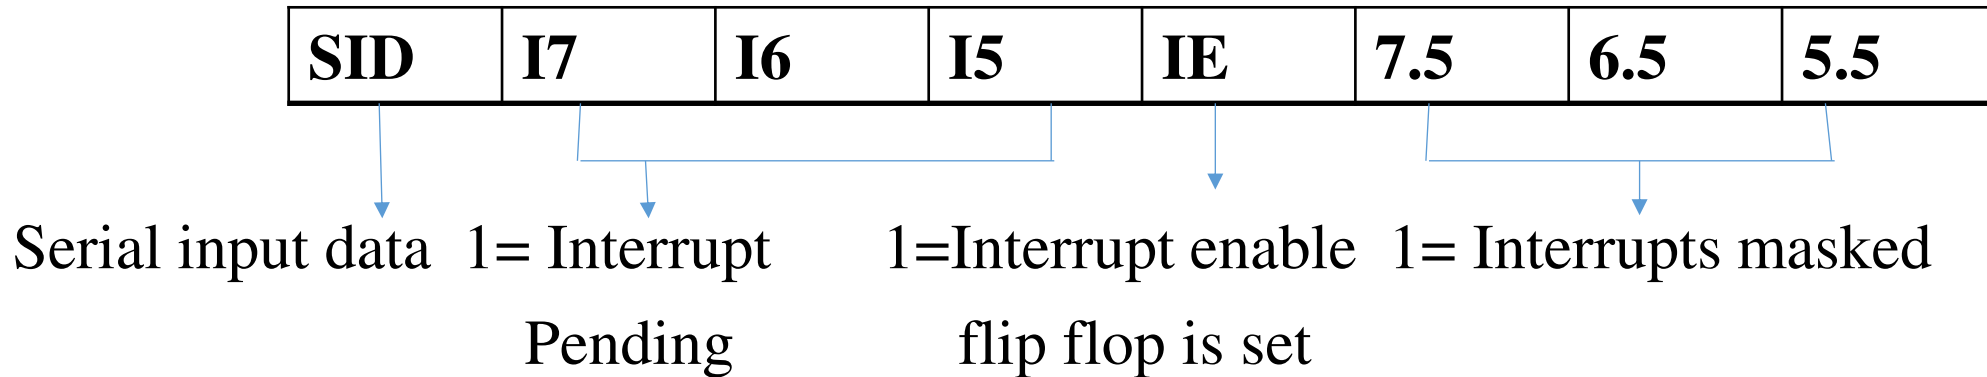 SID I7 I6 I5 IE 7.5 6.5 5.5
Serial input data 1= Interrupt 1=Interrupt enable 1= Interrupts masked
Pending flip flop is set